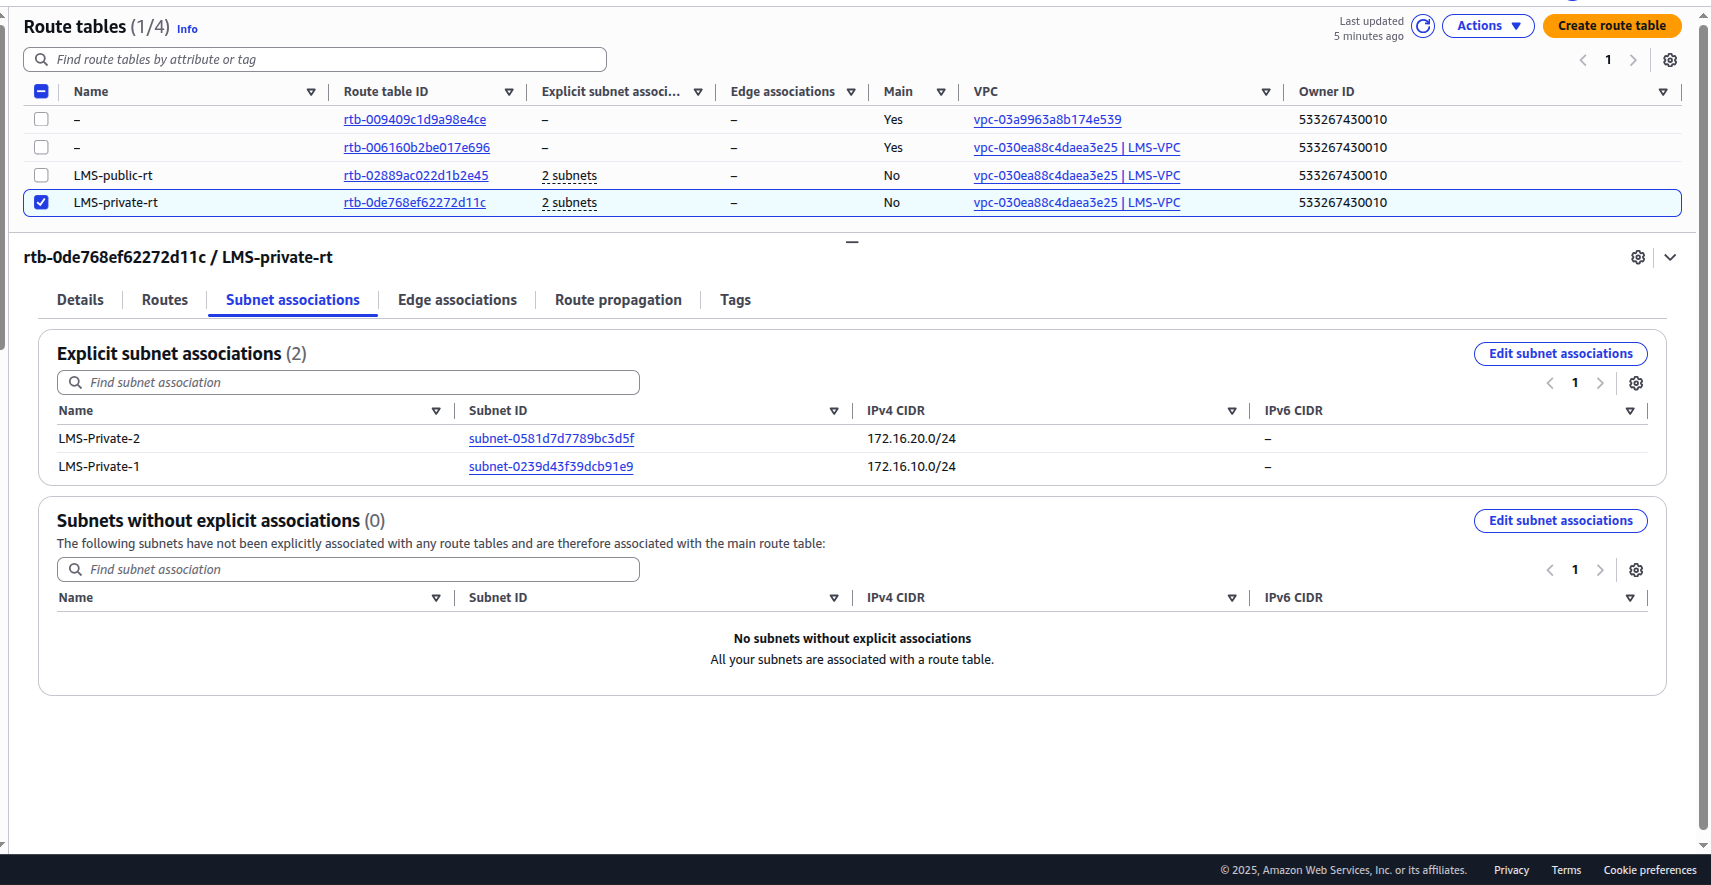 Route tables (1/4) Info
Last updated
5 minutes ago
Actions
Create route table
Find route tables by attribute or tag
1
Name Route table ID Explicit subnet associ... Edge associations Main VPC Owner ID
– rtb-009409c1d9a98e4ce – – Yes vpc-03a9963a8b174e539 533267430010
– rtb-006160b2be017e696 – – Yes vpc-030ea88c4daea3e25 | LMS-VPC 533267430010
LMS-public-rt rtb-02889ac022d1b2e45 2 subnets – No vpc-030ea88c4daea3e25 | LMS-VPC 533267430010
LMS-private-rt rtb-0de768ef62272d11c 2 subnets – No vpc-030ea88c4daea3e25 | LMS-VPC 533267430010
rtb-0de768ef62272d11c / LMS-private-rt
Details Routes Subnet associations Edge associations Route propagation Tags
Explicit subnet associations (2)
Edit subnet associations
Find subnet association
1
Name Subnet ID IPv4 CIDR IPv6 CIDR
LMS-Private-2 subnet-0581d7d7789bc3d5f 172.16.20.0/24 –
LMS-Private-1 subnet-0239d43f39dcb91e9 172.16.10.0/24 –
Subnets without explicit associations (0)
Edit subnet associations
The following subnets have not been explicitly associated with any route tables and are therefore associated with the main route table:
Find subnet association
1
Name Subnet ID IPv4 CIDR IPv6 CIDR
No subnets without explicit associations
All your subnets are associated with a route table.
© 2025, Amazon Web Services, Inc. or its affiliates. Privacy Terms Cookie preferences